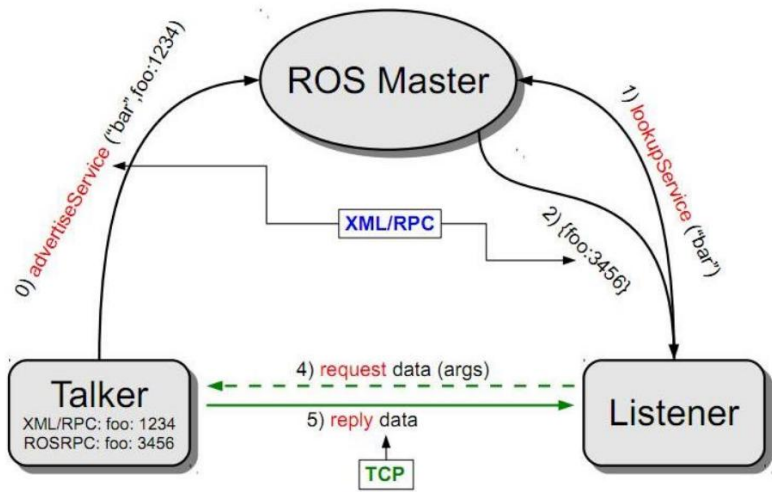 ROS Master
0) advertiseService ("bar",foo:1234)
1) lookupService ("bar")
XML/RPC
2) {foo:3456}
4) request data (args)
5) reply data
TCP
Talker
XML/RPC: foo: 1234
ROSRPC: foo: 3456
Listener